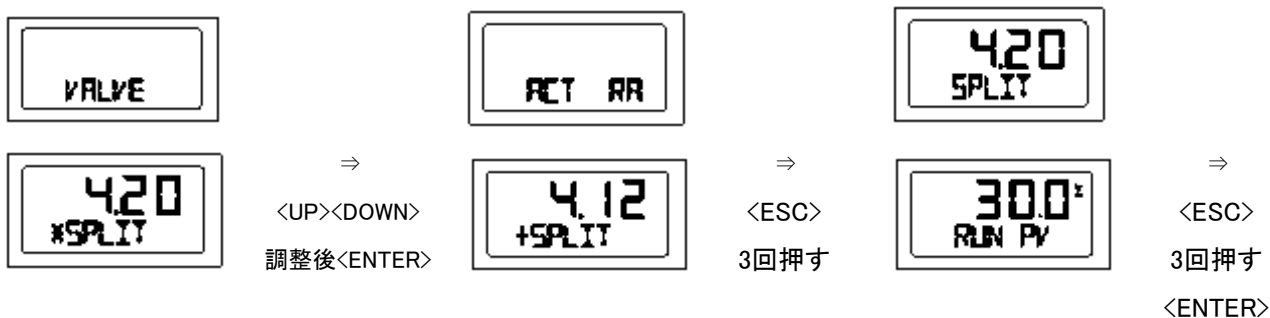 VALVE
ACT RA
4.20
SPLIT
4.20
*SPLIT
⇒
<UP><DOWN>
調整後<ENTER>
4.12
+SPLIT
⇒
<ESC>
3回押す
30.0%
RUN PV
⇒
<ESC>
3回押す
<ENTER>